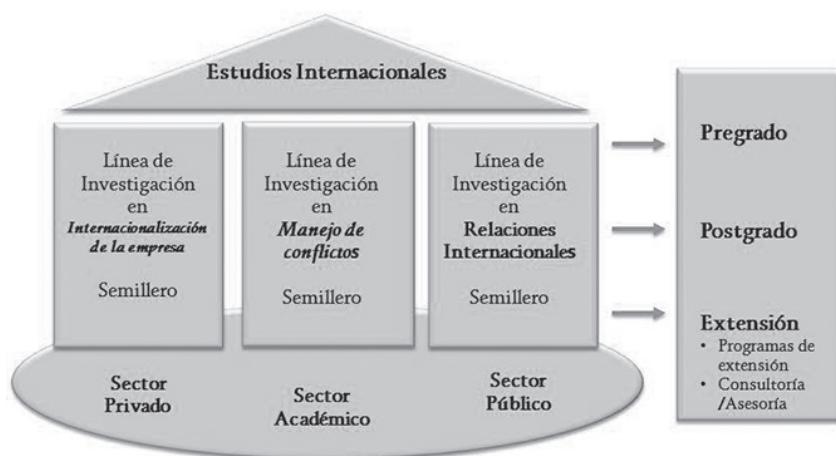 Estudios Internacionales
Línea de
Investigación
en
Internacionalización
de la empresa
Semillero
Línea de
Investigación
en
Manejo de
conflictos
Semillero
Línea de
Investigación
en
Relaciones
Internacionales
Semillero
Sector
Privado
Sector
Académico
Sector
Público
Pregrado
Postgrado
Extensión
• Programas de
extensión
• Consultoría
/Asesoría